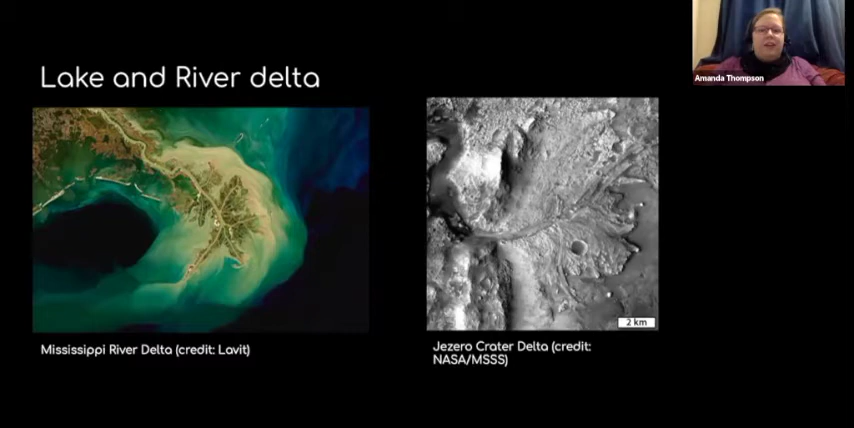 Lake and River delta
Amanda Thompson
2 km
Mississippi River Delta (credit: Lavit)
Jezero Crater Delta (credit:
NASA/MSSS)